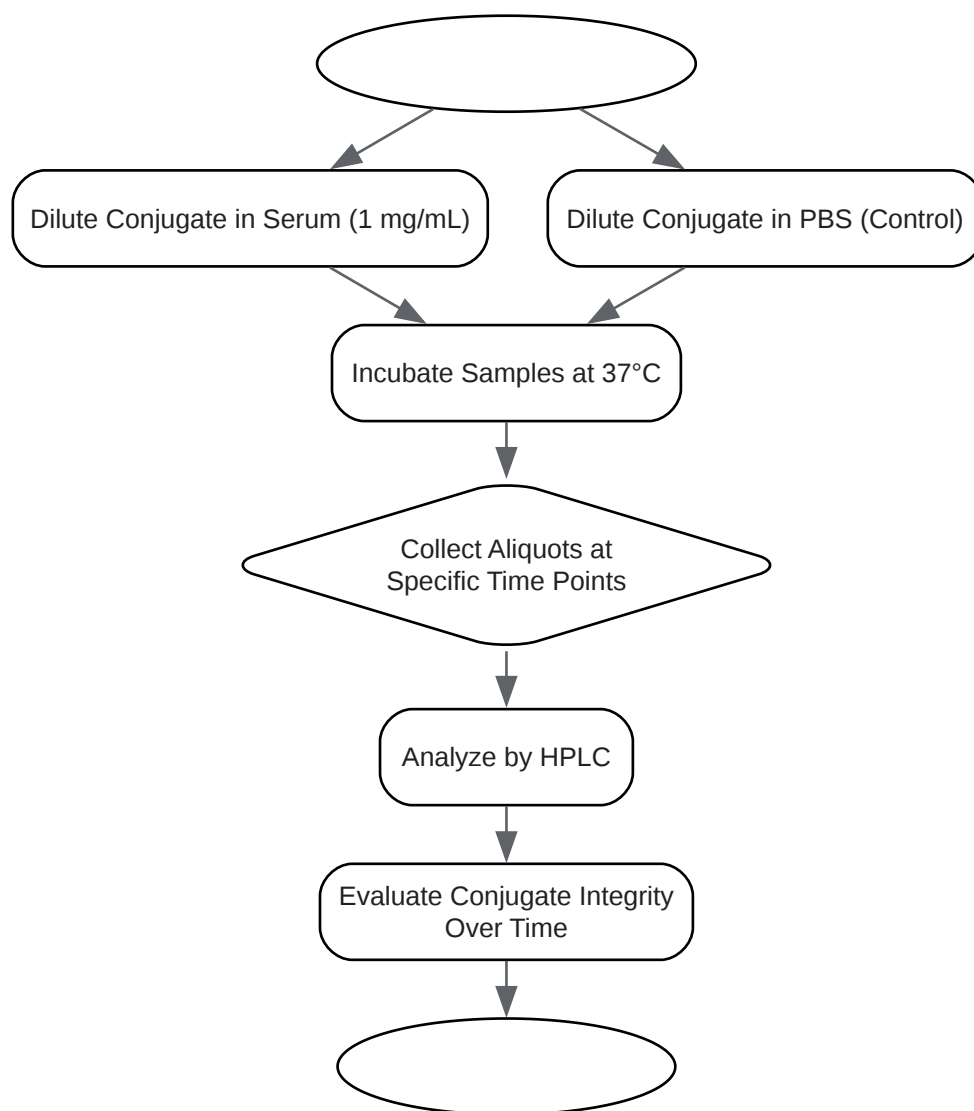 Dilute Conjugate in Serum (1 mg/mL)
Dilute Conjugate in PBS (Control)
Incubate Samples at 37°C
Collect Aliquots at
Specific Time Points
Analyze by HPLC
Evaluate Conjugate Integrity
Over Time